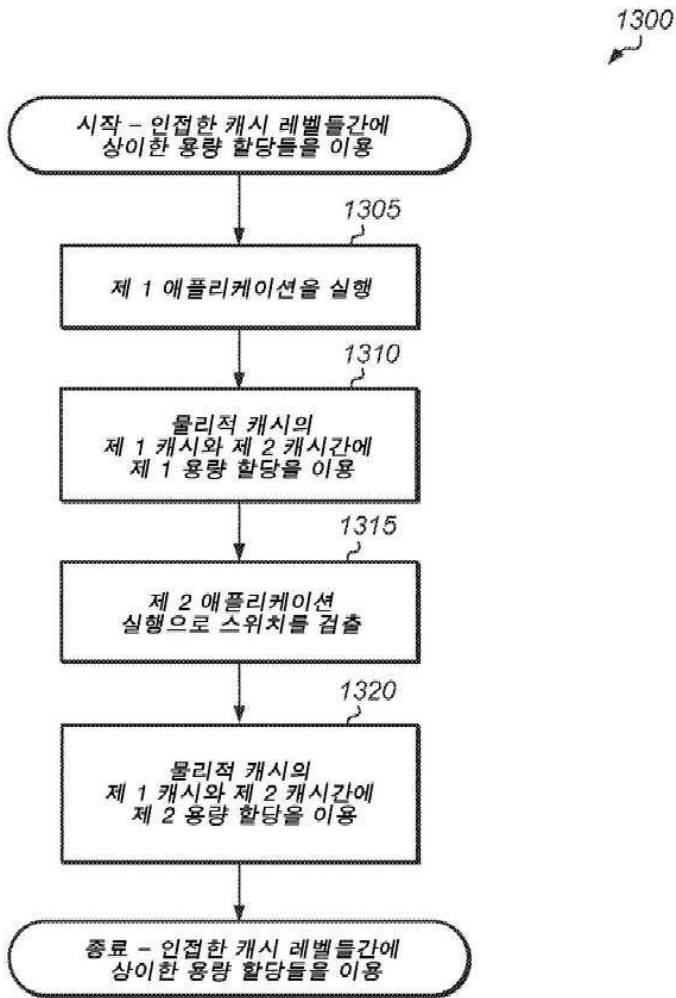 1300
시작 – 인접한 캐시 레벨들간에
상이한 용량 할당들을 이용
1305
제 1 애플리케이션을 실행
1310
물리적 캐시의
제 1 캐시와 제 2 캐시간에
제 1 용량 할당을 이용
1315
제 2 애플리케이션
실행으로 스위치를 검출
1320
물리적 캐시의
제 1 캐시와 제 2 캐시간에
제 2 용량 할당을 이용
종료 – 인접한 캐시 레벨들간에
상이한 용량 할당들을 이용